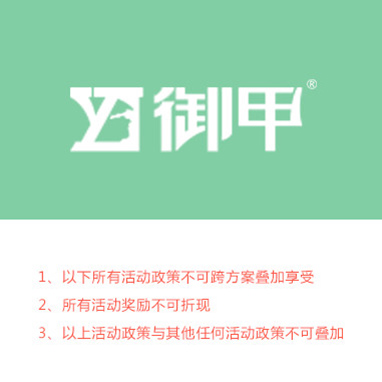 御甲®
1、以下所有活动政策不可跨方案叠加享受
2、所有活动奖励不可折现
3、以上活动政策与其他任何活动政策不可叠加